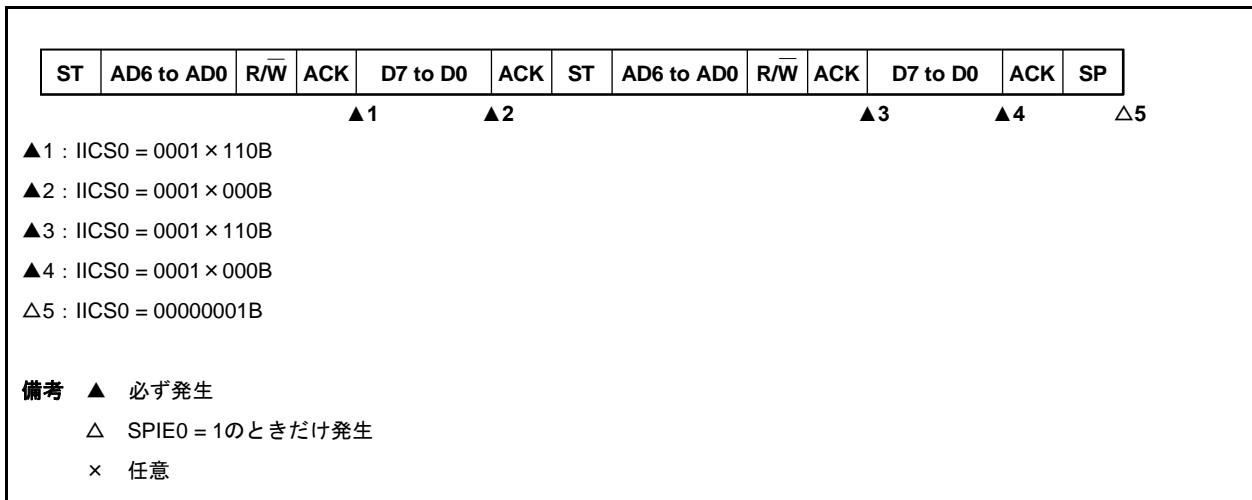 ST AD6 to AD0 R/W̅ ACK D7 to D0 ACK ST AD6 to AD0 R/W̅ ACK D7 to D0 ACK SP
▲1 ▲2 ▲3 ▲4 △5
▲1：IICS0 = 0001×110B
▲2：IICS0 = 0001×000B
▲3：IICS0 = 0001×110B
▲4：IICS0 = 0001×000B
△5：IICS0 = 00000001B
備考 ▲ 必ず発生
△ SPIE0 = 1のときだけ発生
× 任意